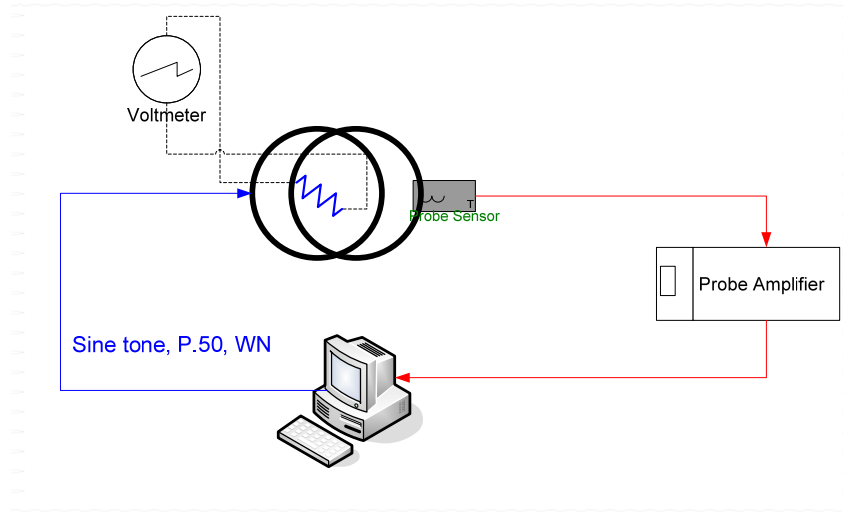 Voltmeter
T
Probe Sensor
Probe Amplifier
Sine tone, P.50, WN